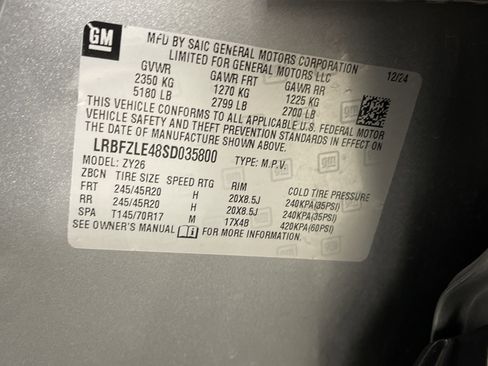 GM
MFD BY SAIC GENERAL MOTORS CORPORATION
LIMITED FOR GENERAL MOTORS LLC
12/24
GVWR GAWR FRT GAWR RR
2350 KG 1270 KG 1225 KG
5180 LB 2799 LB 2700 LB
THIS VEHICLE CONFORMS TO ALL APPLICABLE U.S. FEDERAL MOTOR
VEHICLE SAFETY AND THEFT PREVENTION STANDARDS IN EFFECT ON
THE DATE OF MANUFACTURE SHOWN ABOVE.
LRBFZLE48SD035800 TYPE: M.P.V.
MODEL: ZY26
ZBCN TIRE SIZE SPEED RTG RIM COLD TIRE PRESSURE
FRT 245/45R20 H 20X8.5J 240KPA(35PSI)
RR 245/45R20 H 20X8.5J 240KPA(35PSI)
SPA T145/70R17 M 17X4B 420KPA(60PSI)
SEE OWNER'S MANUAL i FOR MORE INFORMATION.